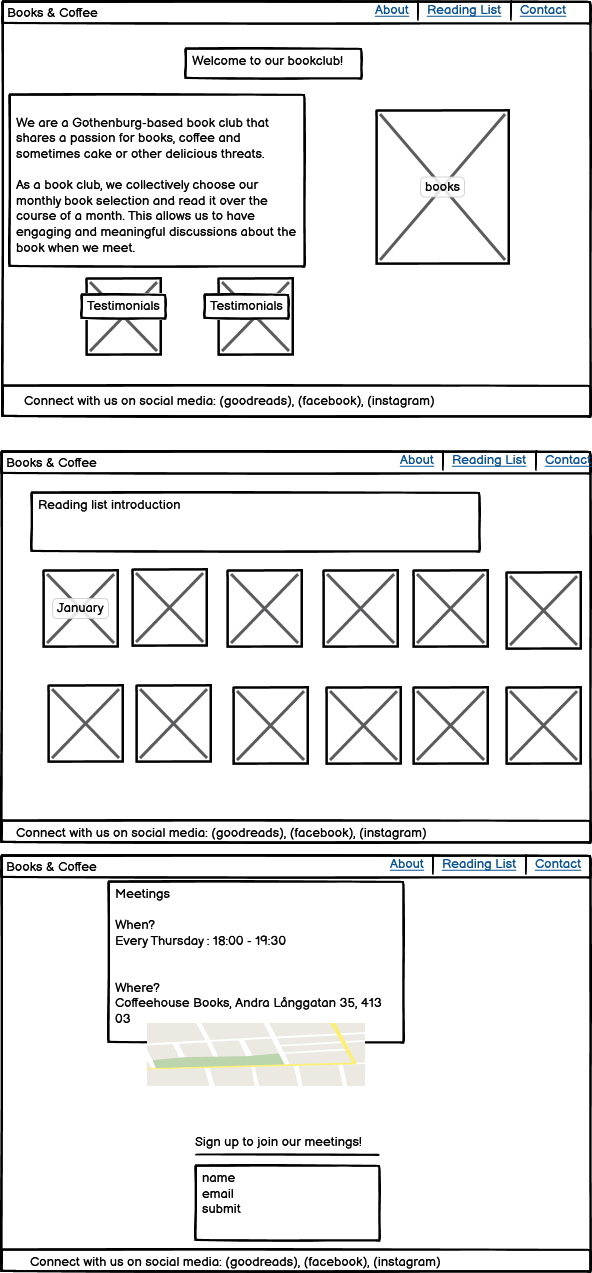 Books & Coffee
About
Reading List
Contact
Welcome to our bookclub!
We are a Gothenburg-based book club that
shares a passion for books, coffee and
sometimes cake or other delicious threats.
As a book club, we collectively choose our
monthly book selection and read it over the
course of a month. This allows us to have
engaging and meaningful discussions about the
book when we meet.
books
Testimonials
Testimonials
Connect with us on social media: (goodreads), (facebook), (instagram)
Books & Coffee
About
Reading List
Contact
Reading list introduction
January
Connect with us on social media: (goodreads), (facebook), (instagram)
Books & Coffee
About
Reading List
Contact
Meetings
When?
Every Thursday : 18:00 - 19:30
Where?
Coffeehouse Books, Andra Långgatan 35, 413
03
Sign up to join our meetings!
name
email
submit
Connect with us on social media: (goodreads), (facebook), (instagram)